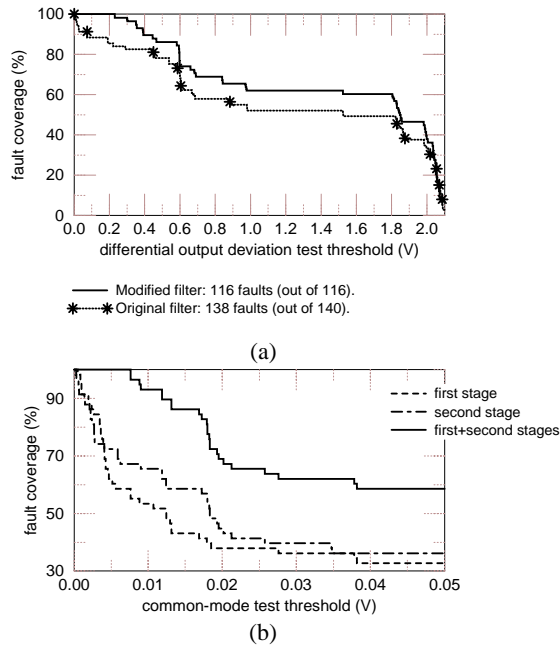 100
80
60
40
20
0
fault coverage (%)
0.0 0.2 0.4 0.6 0.8 1.0 1.2 1.4 1.6 1.8 2.0
differential output deviation test threshold (V)
Modified filter: 116 faults (out of 116).
Original filter: 138 faults (out of 140).
(a)
90
70
50
30
fault coverage (%)
first stage
second stage
first+second stages
0.00 0.01 0.02 0.03 0.04 0.05
common-mode test threshold (V)
(b)